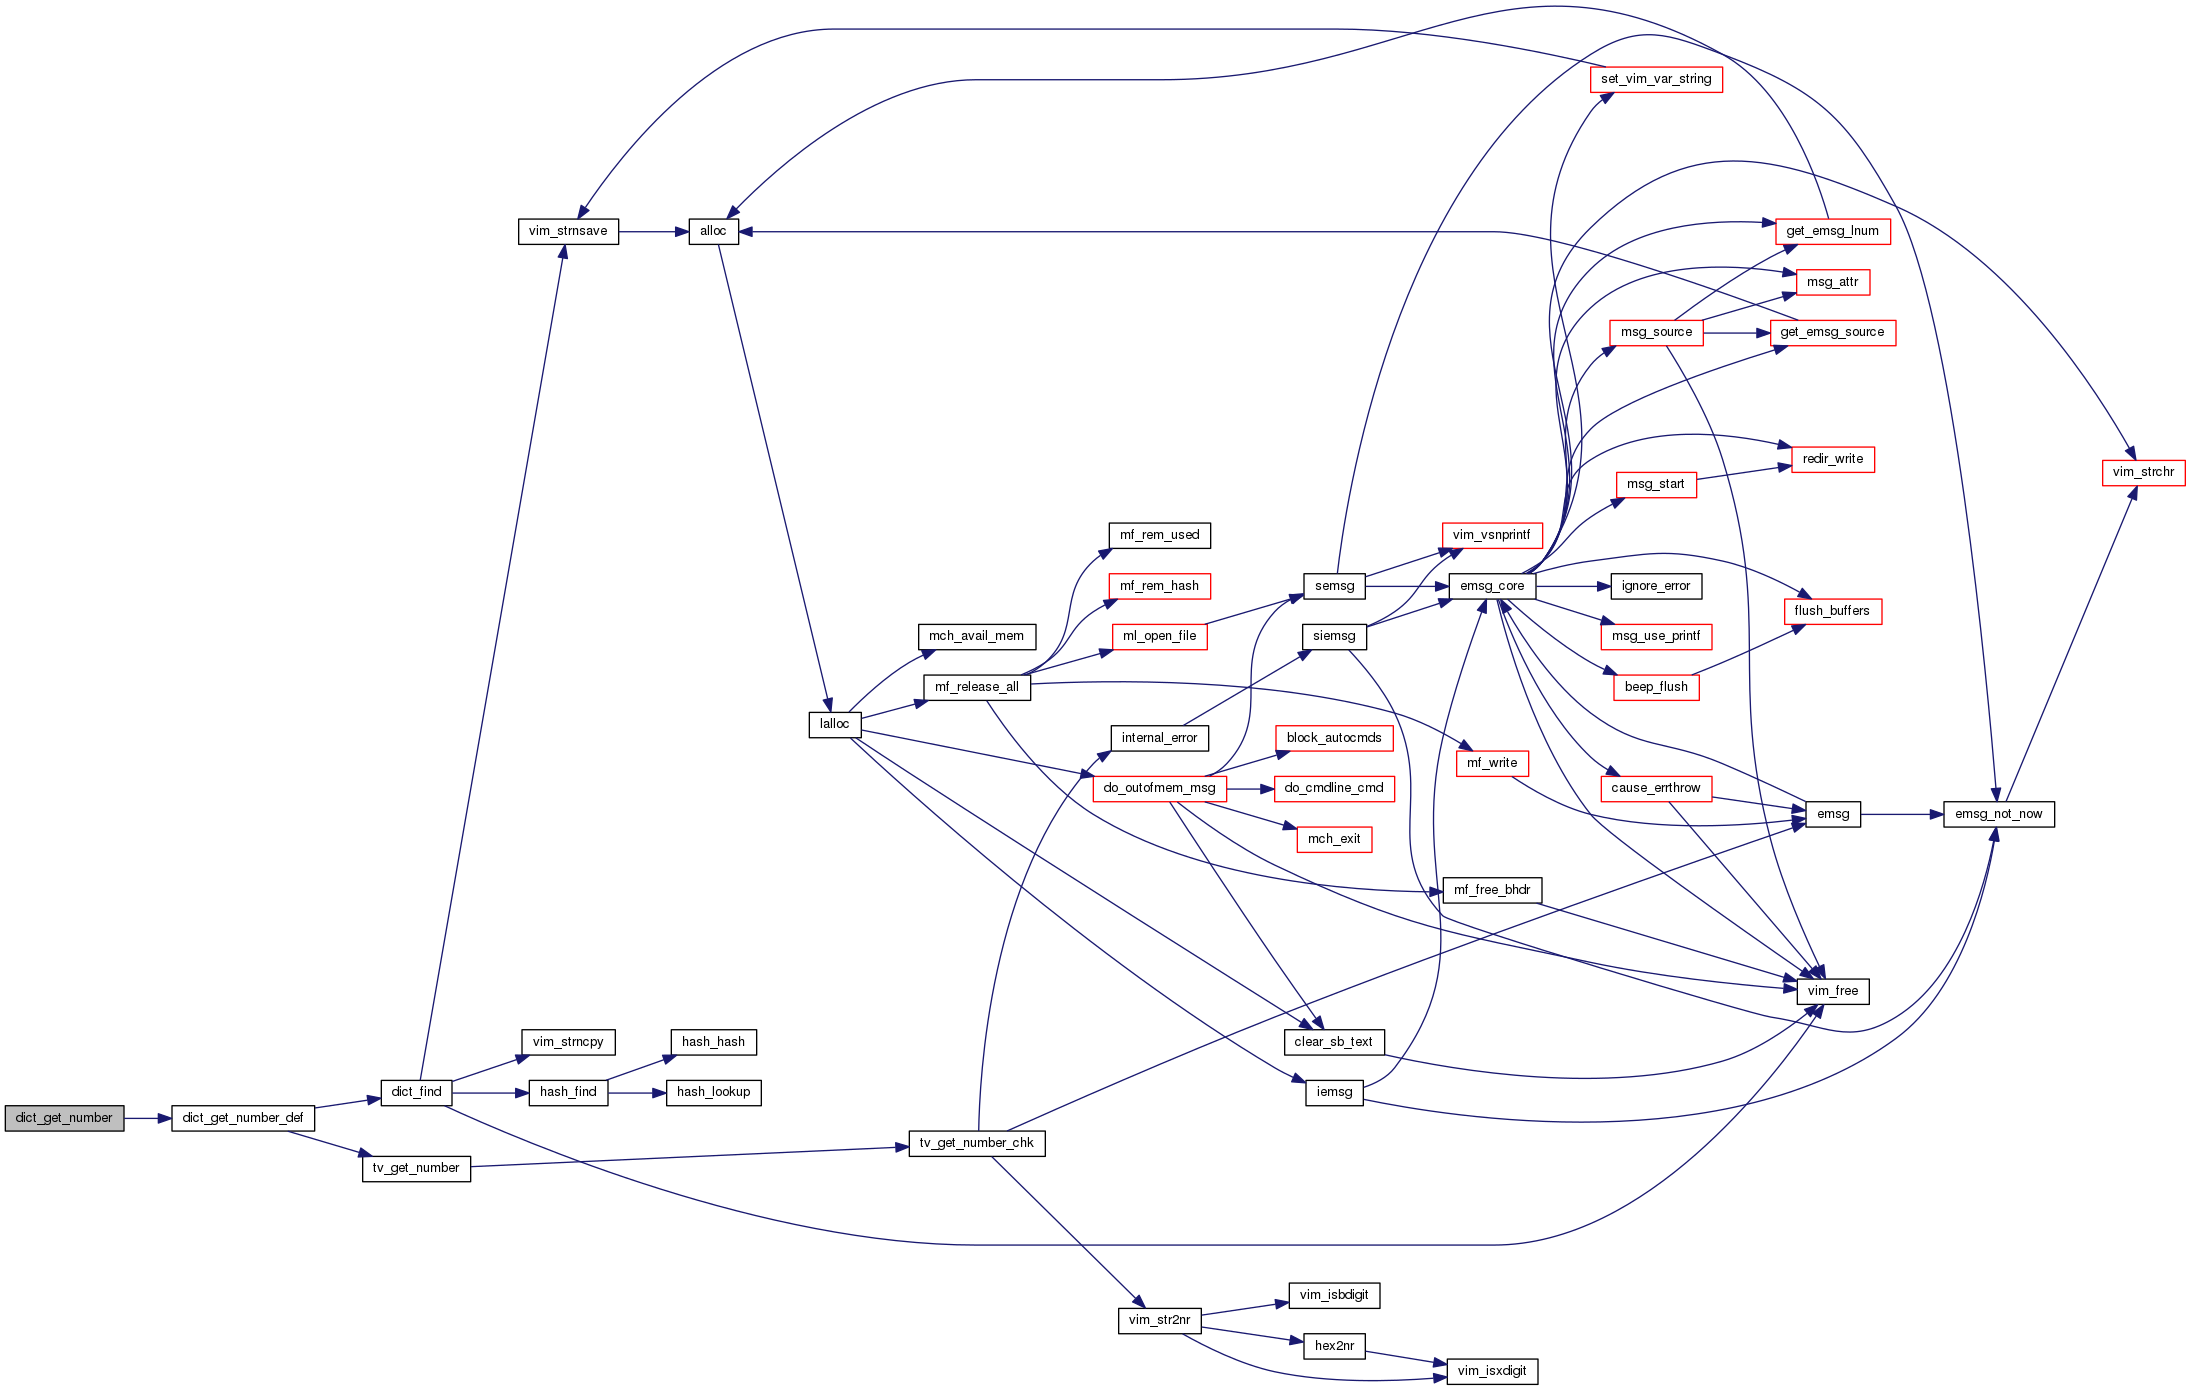 set_vim_var_string
vim_strnsave
alloc
get_emsg_lnum
msg_attr
msg_source
get_emsg_source
redir_write
vim_strchr
msg_start
mf_rem_used
vim_vsnprintf
mf_rem_hash
semsg
emsg_core
ignore_error
flush_buffers
mch_avail_mem
ml_open_file
siemsg
msg_use_printf
mf_release_all
beep_flush
lalloc
internal_error
block_autocmds
mf_write
do_outofmem_msg
do_cmdline_cmd
cause_errthrow
emsg
emsg_not_now
mch_exit
mf_free_bhdr
vim_free
vim_strncpy
hash_hash
clear_sb_text
dict_find
hash_find
hash_lookup
iemsg
dict_get_number
dict_get_number_def
tv_get_number_chk
tv_get_number
vim_isbdigit
vim_str2nr
hex2nr
vim_isxdigit